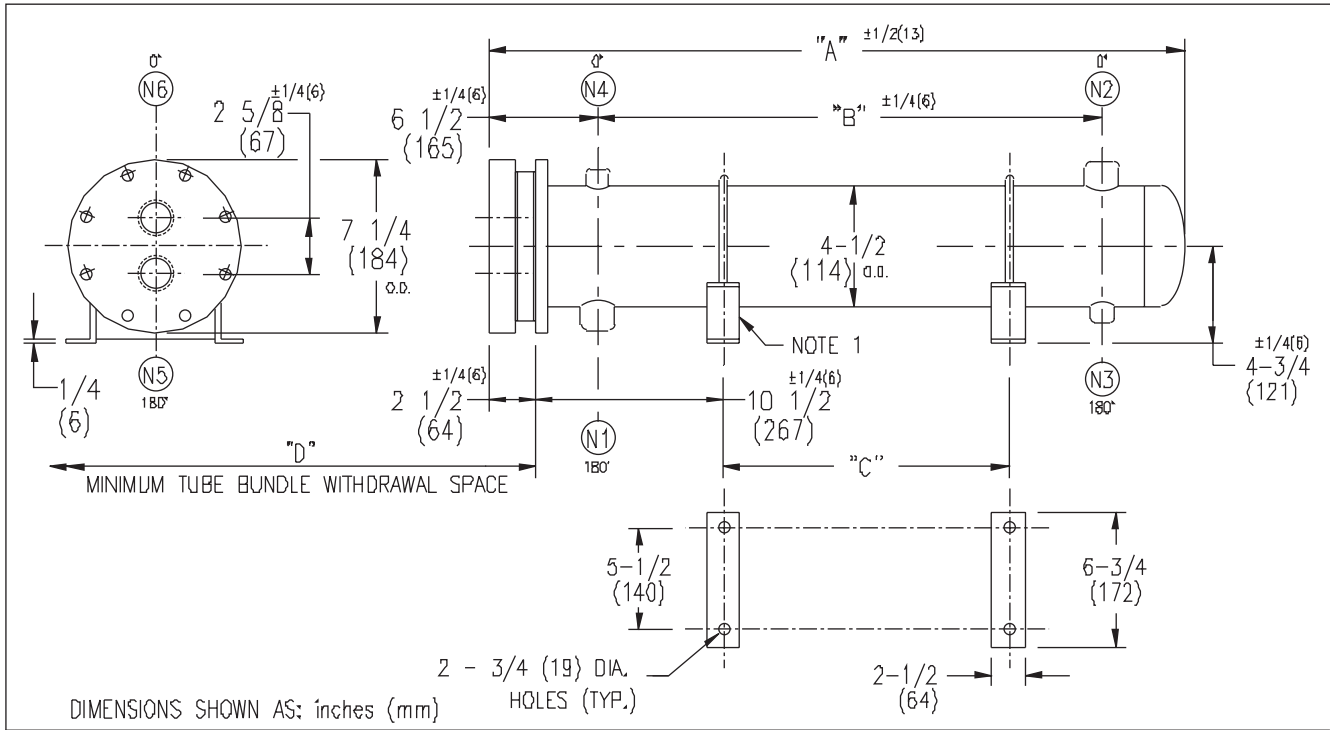 "A" ±1/2(13)
0°
N6
2 5/8 ±1/4(6)
(67)
7 1/4
(184)
O.D.
1/4
(6)
N5
180°
6 1/2 ±1/4(6)
(165)
0°
N4
"B" ±1/4(6)
0°
N2
4-1/2
(114) O.D.
NOTE 1
±1/4(6)
4-3/4
(121)
N3
180°
2 1/2 ±1/4(6)
(64)
10 1/2 ±1/4(6)
(267)
N1
180°
"D"
MINIMUM TUBE BUNDLE WITHDRAWAL SPACE
"C"
5-1/2
(140)
6-3/4
(172)
2 - 3/4 (19) DIA.
HOLES (TYP.)
2-1/2
(64)
DIMENSIONS SHOWN AS: inches (mm)